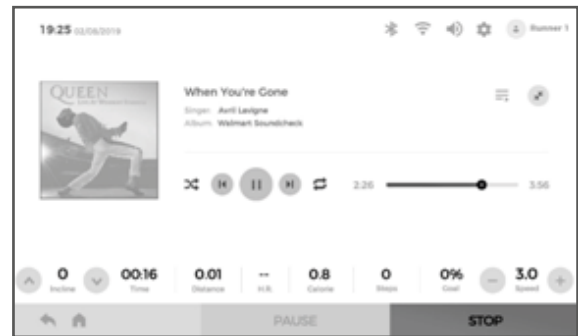 19:25 02/08/2019
Runner 1
QUEEN
When You're Gone
Singer: Avril Lavigne
Album: Walmart Soundcheck
2:26
3:56
0 00:16 0.01 -- 0.8 0 0% 3.0
Incline Time Distance H.R. Calorie Steps Goal Speed
PAUSE STOP